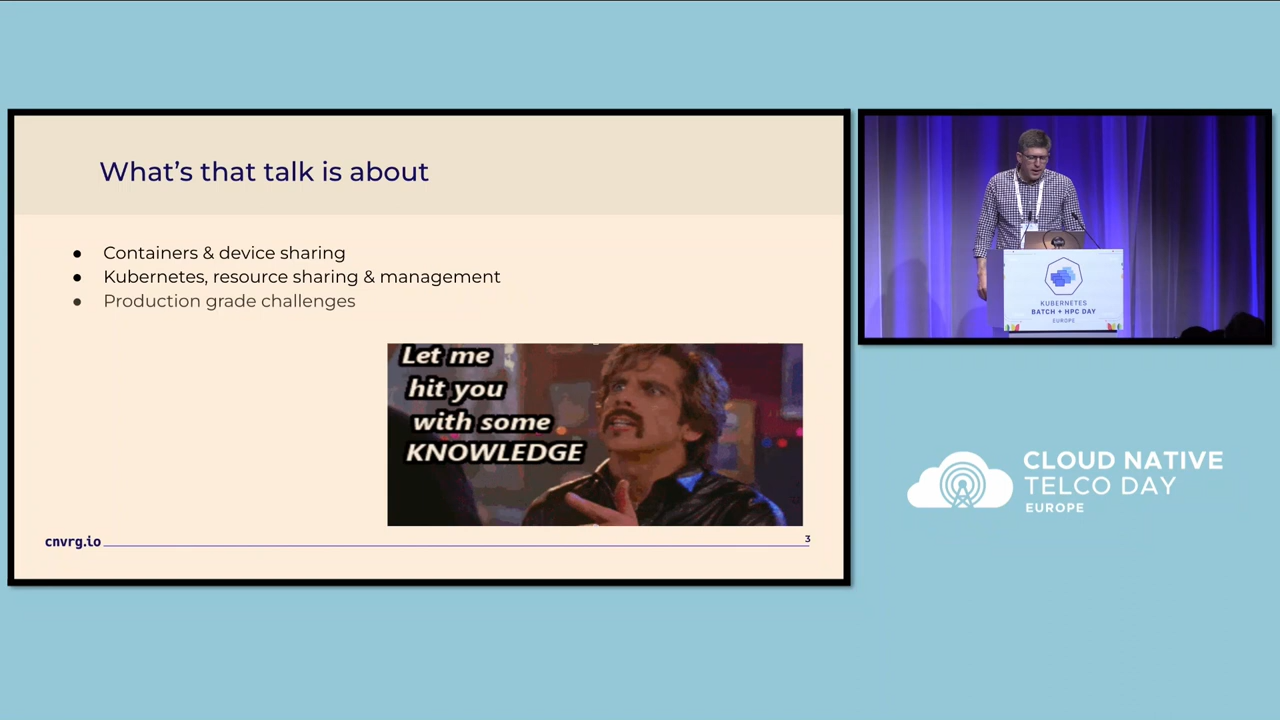 What's that talk is about
● Containers & device sharing
● Kubernetes, resource sharing & management
● Production grade challenges
Let me
hit you
with some
KNOWLEDGE
cnvrg.io
3
KUBERNETES
BATCH + HPC DAY
EUROPE
CLOUD NATIVE
TELCO DAY
EUROPE